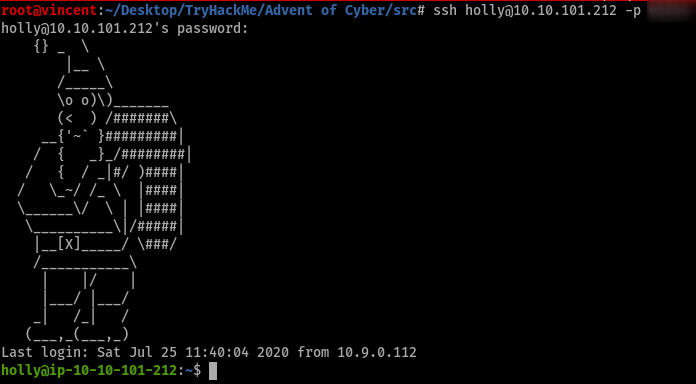 root@vincent:~/Desktop/TryHackMe/Advent of Cyber/src# ssh holly@10.10.101.212 -p
holly@10.10.101.212's password:
    {} _  \
        |__ \
       /_____\
       \o o)\)_______
       (<  ) /#######\
     __{'~` }#########|
    /  {   _}_/########|
   /   {  / _|#/ )####|
  /   \_~/ /_ \  |####|
  \______\/  \ | |####|
   \__________\|/#####|
    |__[X]_____/ \###/
    /___________\
     |    |/    |
     |___/ |___/
    _|   /_|   /
   (___,_(___,_)
Last login: Sat Jul 25 11:40:04 2020 from 10.9.0.112
holly@ip-10-10-101-212:~$